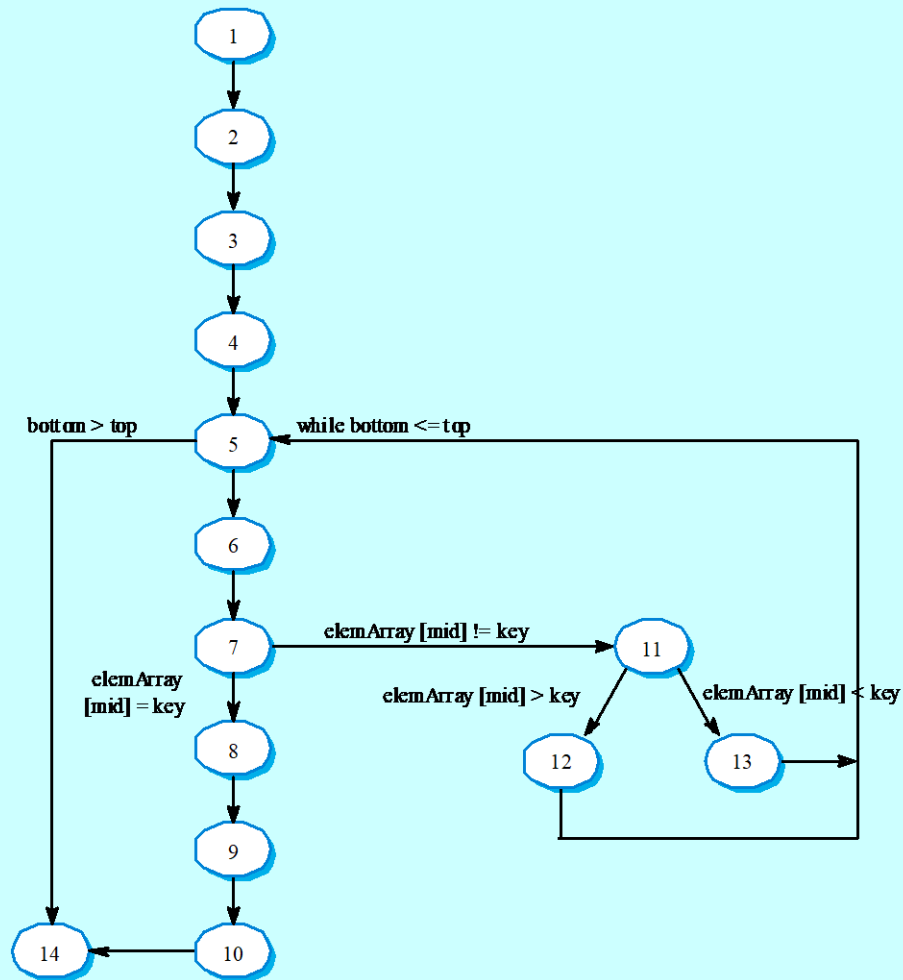 1
2
3
4
bottom > top
while bottom <= top
5
6
7
elemArray [mid] != key
11
elemArray
[mid] = key
elemArray [mid] > key
elemArray [mid] < key
8
12
13
9
14
10